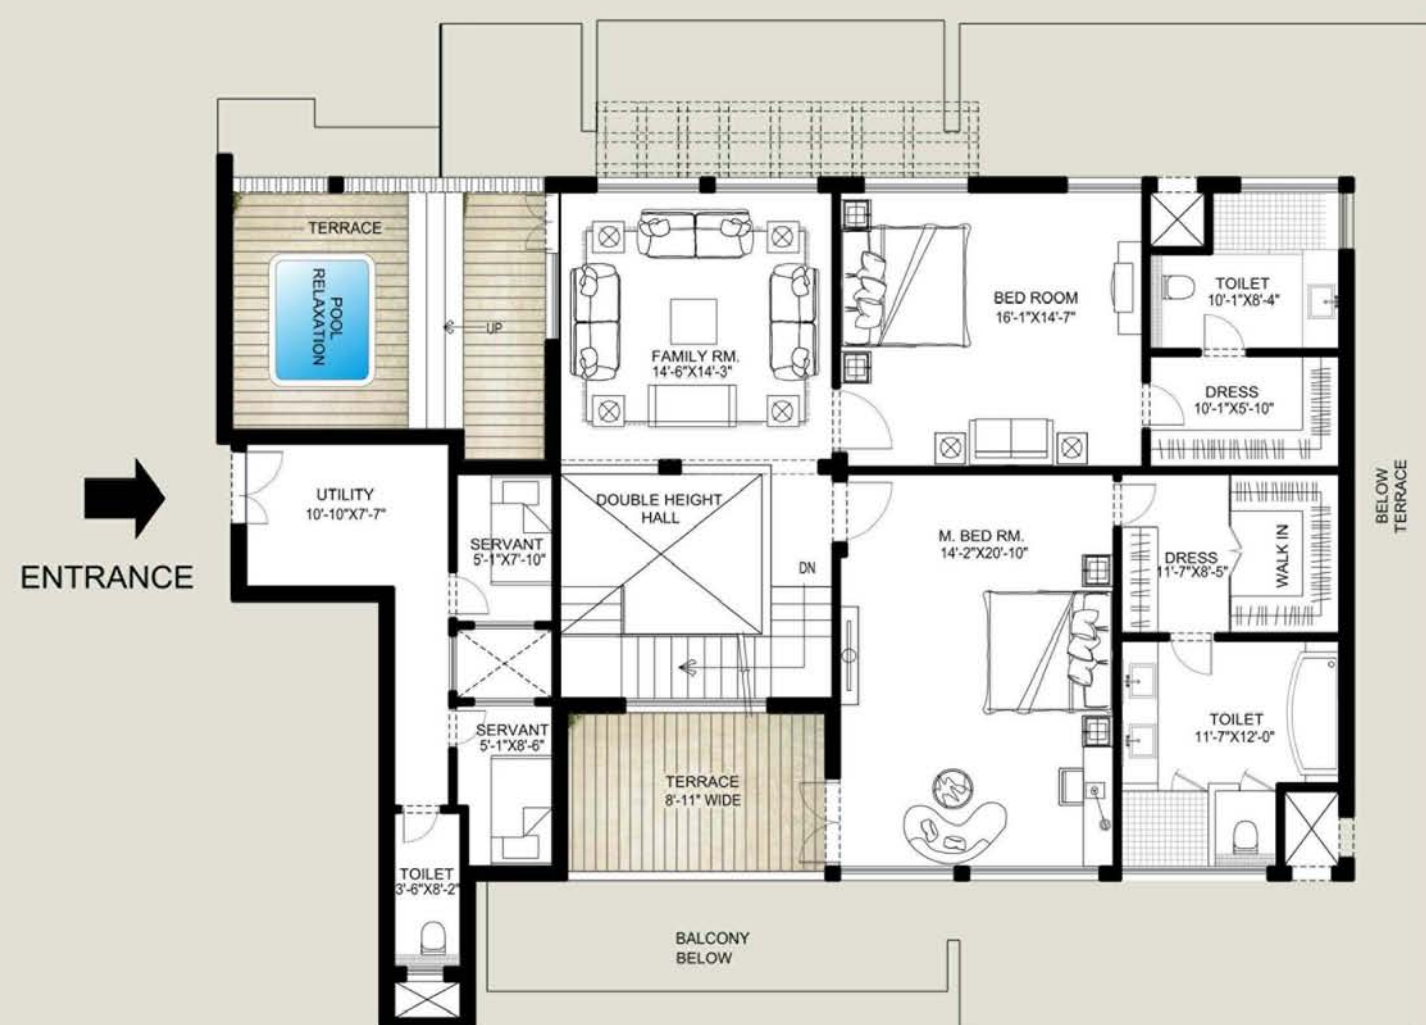 TERRACE
POOL
RELAXATION
UP
FAMILY RM.
14'-6"X14'-3"
BED ROOM
16'-1"X14'-7"
TOILET
10'-1"X8'-4"
DRESS
10'-1"X5'-10"
ENTRANCE
UTILITY
10'-10"X7'-7"
SERVANT
5'-1"X7'-10"
DOUBLE HEIGHT
HALL
DN
M. BED RM.
14'-2"X20'-10"
DRESS
11'-7"X8'-5"
WALK IN
BELOW
TERRACE
SERVANT
5'-1"X8'-6"
TERRACE
8'-11" WIDE
TOILET
11'-7"X12'-0"
TOILET
3'-6"X8'-2"
BALCONY
BELOW